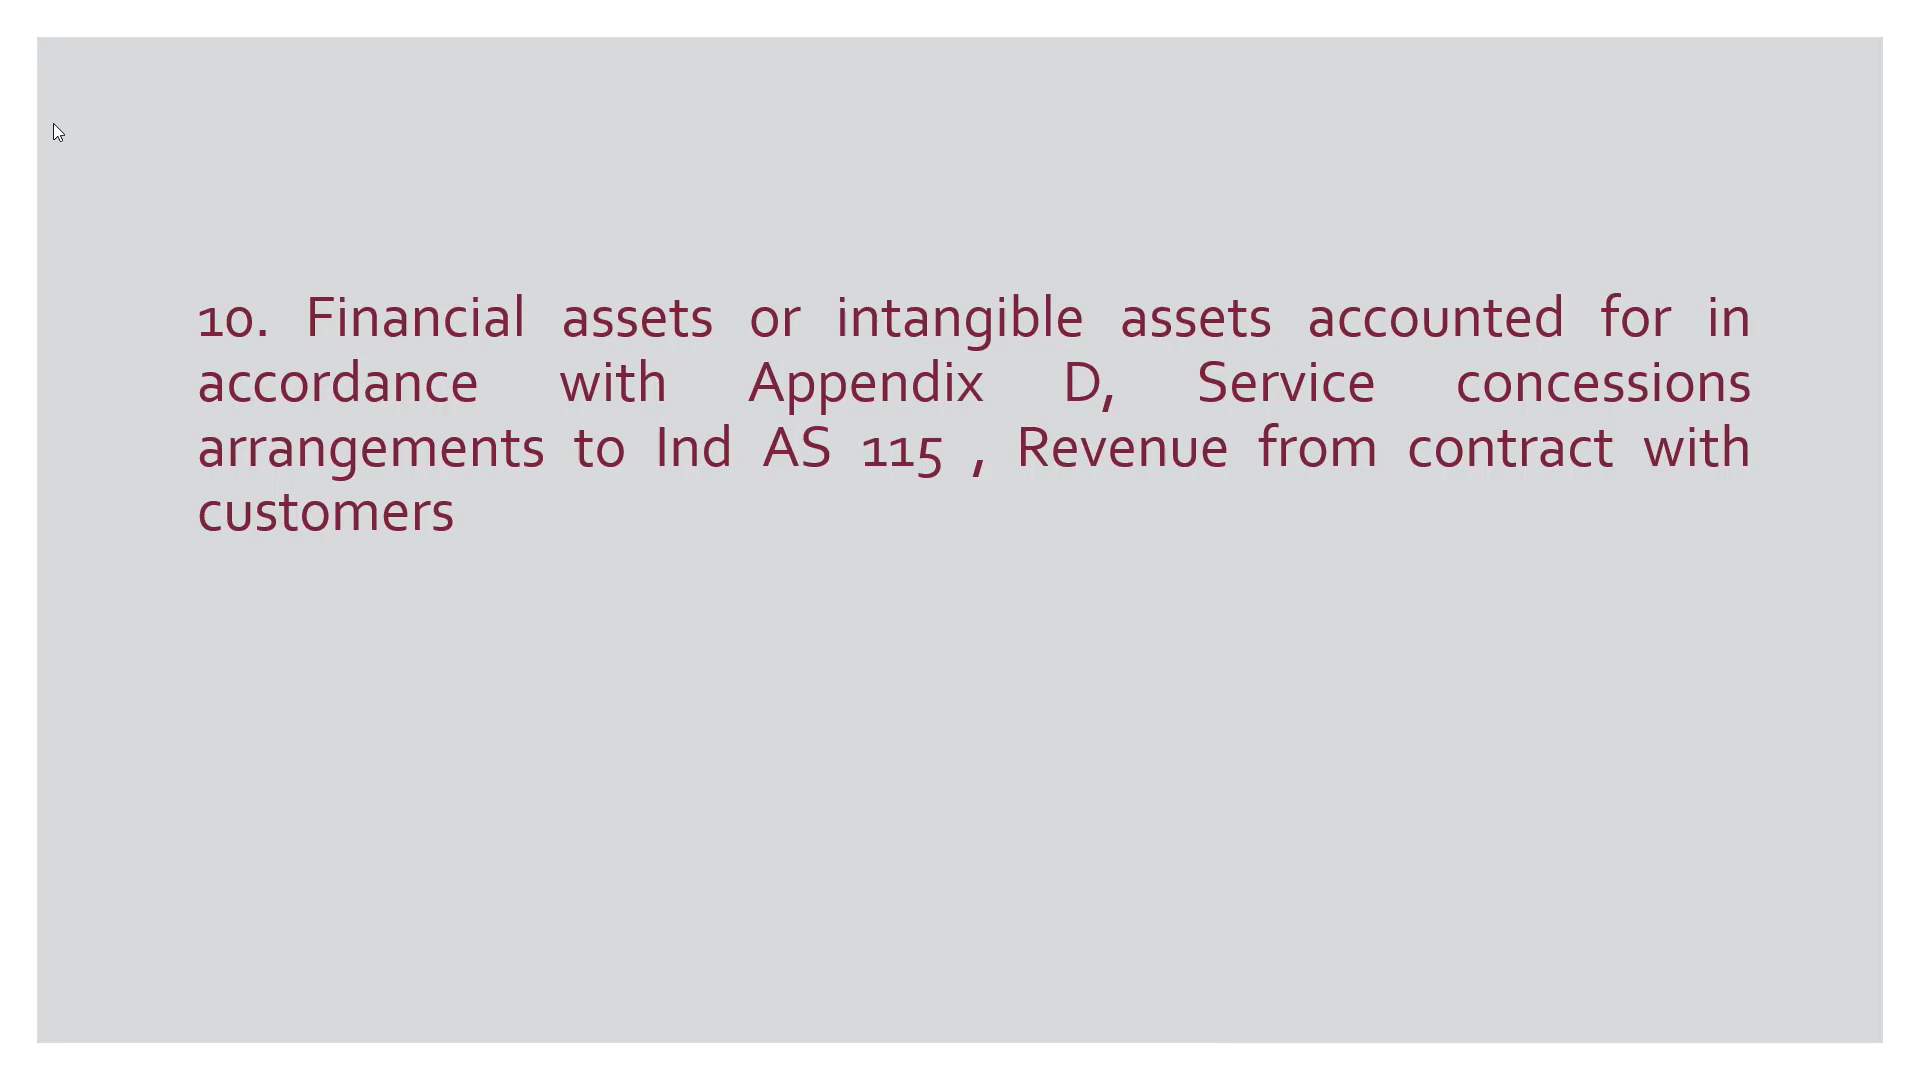 10. Financial assets or intangible assets accounted for in
accordance with Appendix D, Service concessions
arrangements to Ind AS 115 , Revenue from contract with
customers